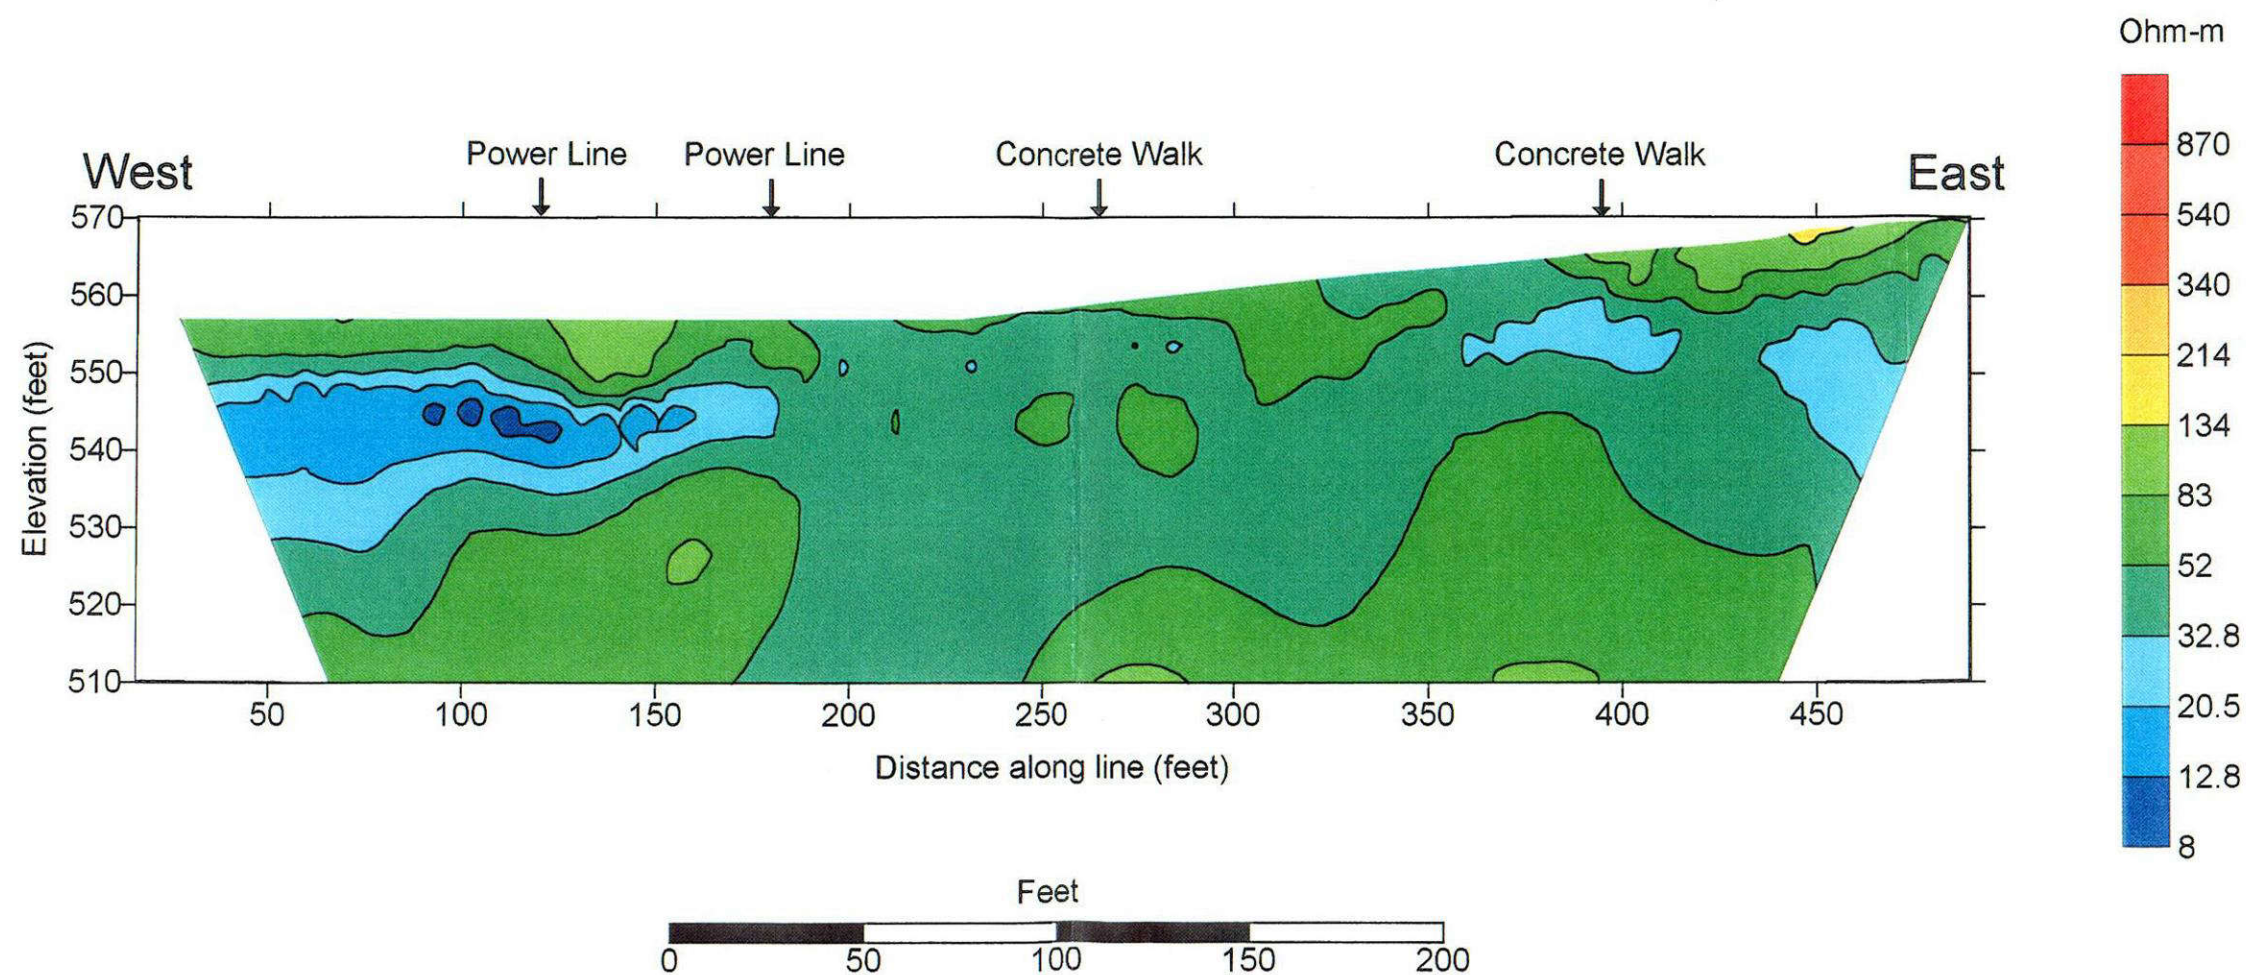 Ohm-m
870
540
340
214
134
83
52
32.8
20.5
12.8
8
West
Power Line
Power Line
Concrete Walk
Concrete Walk
East
Elevation (feet)
570
560
550
540
530
520
510
50 100 150 200 250 300 350 400 450
Distance along line (feet)
Feet
0 50 100 150 200